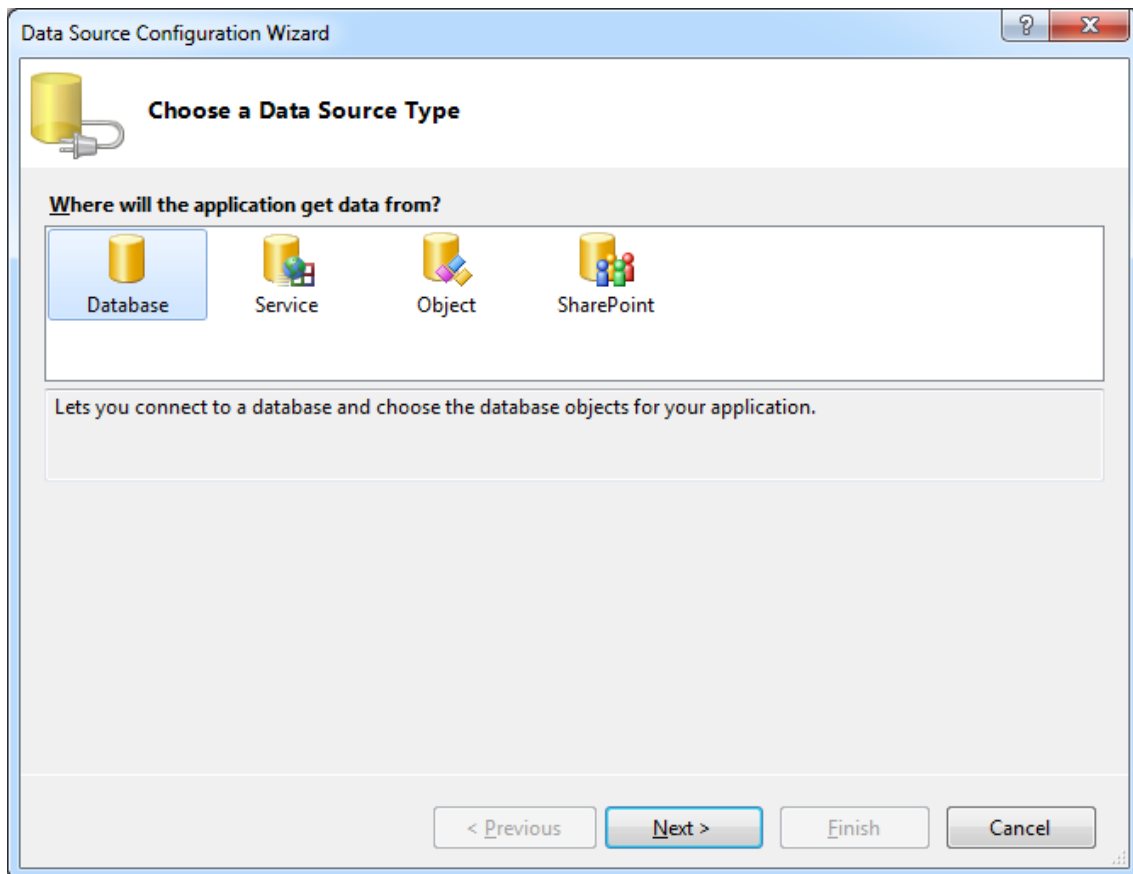 Data Source Configuration Wizard
?
Choose a Data Source Type
Where will the application get data from?
Database
Service
Object
SharePoint
Lets you connect to a database and choose the database objects for your application.
< Previous
Next >
Finish
Cancel